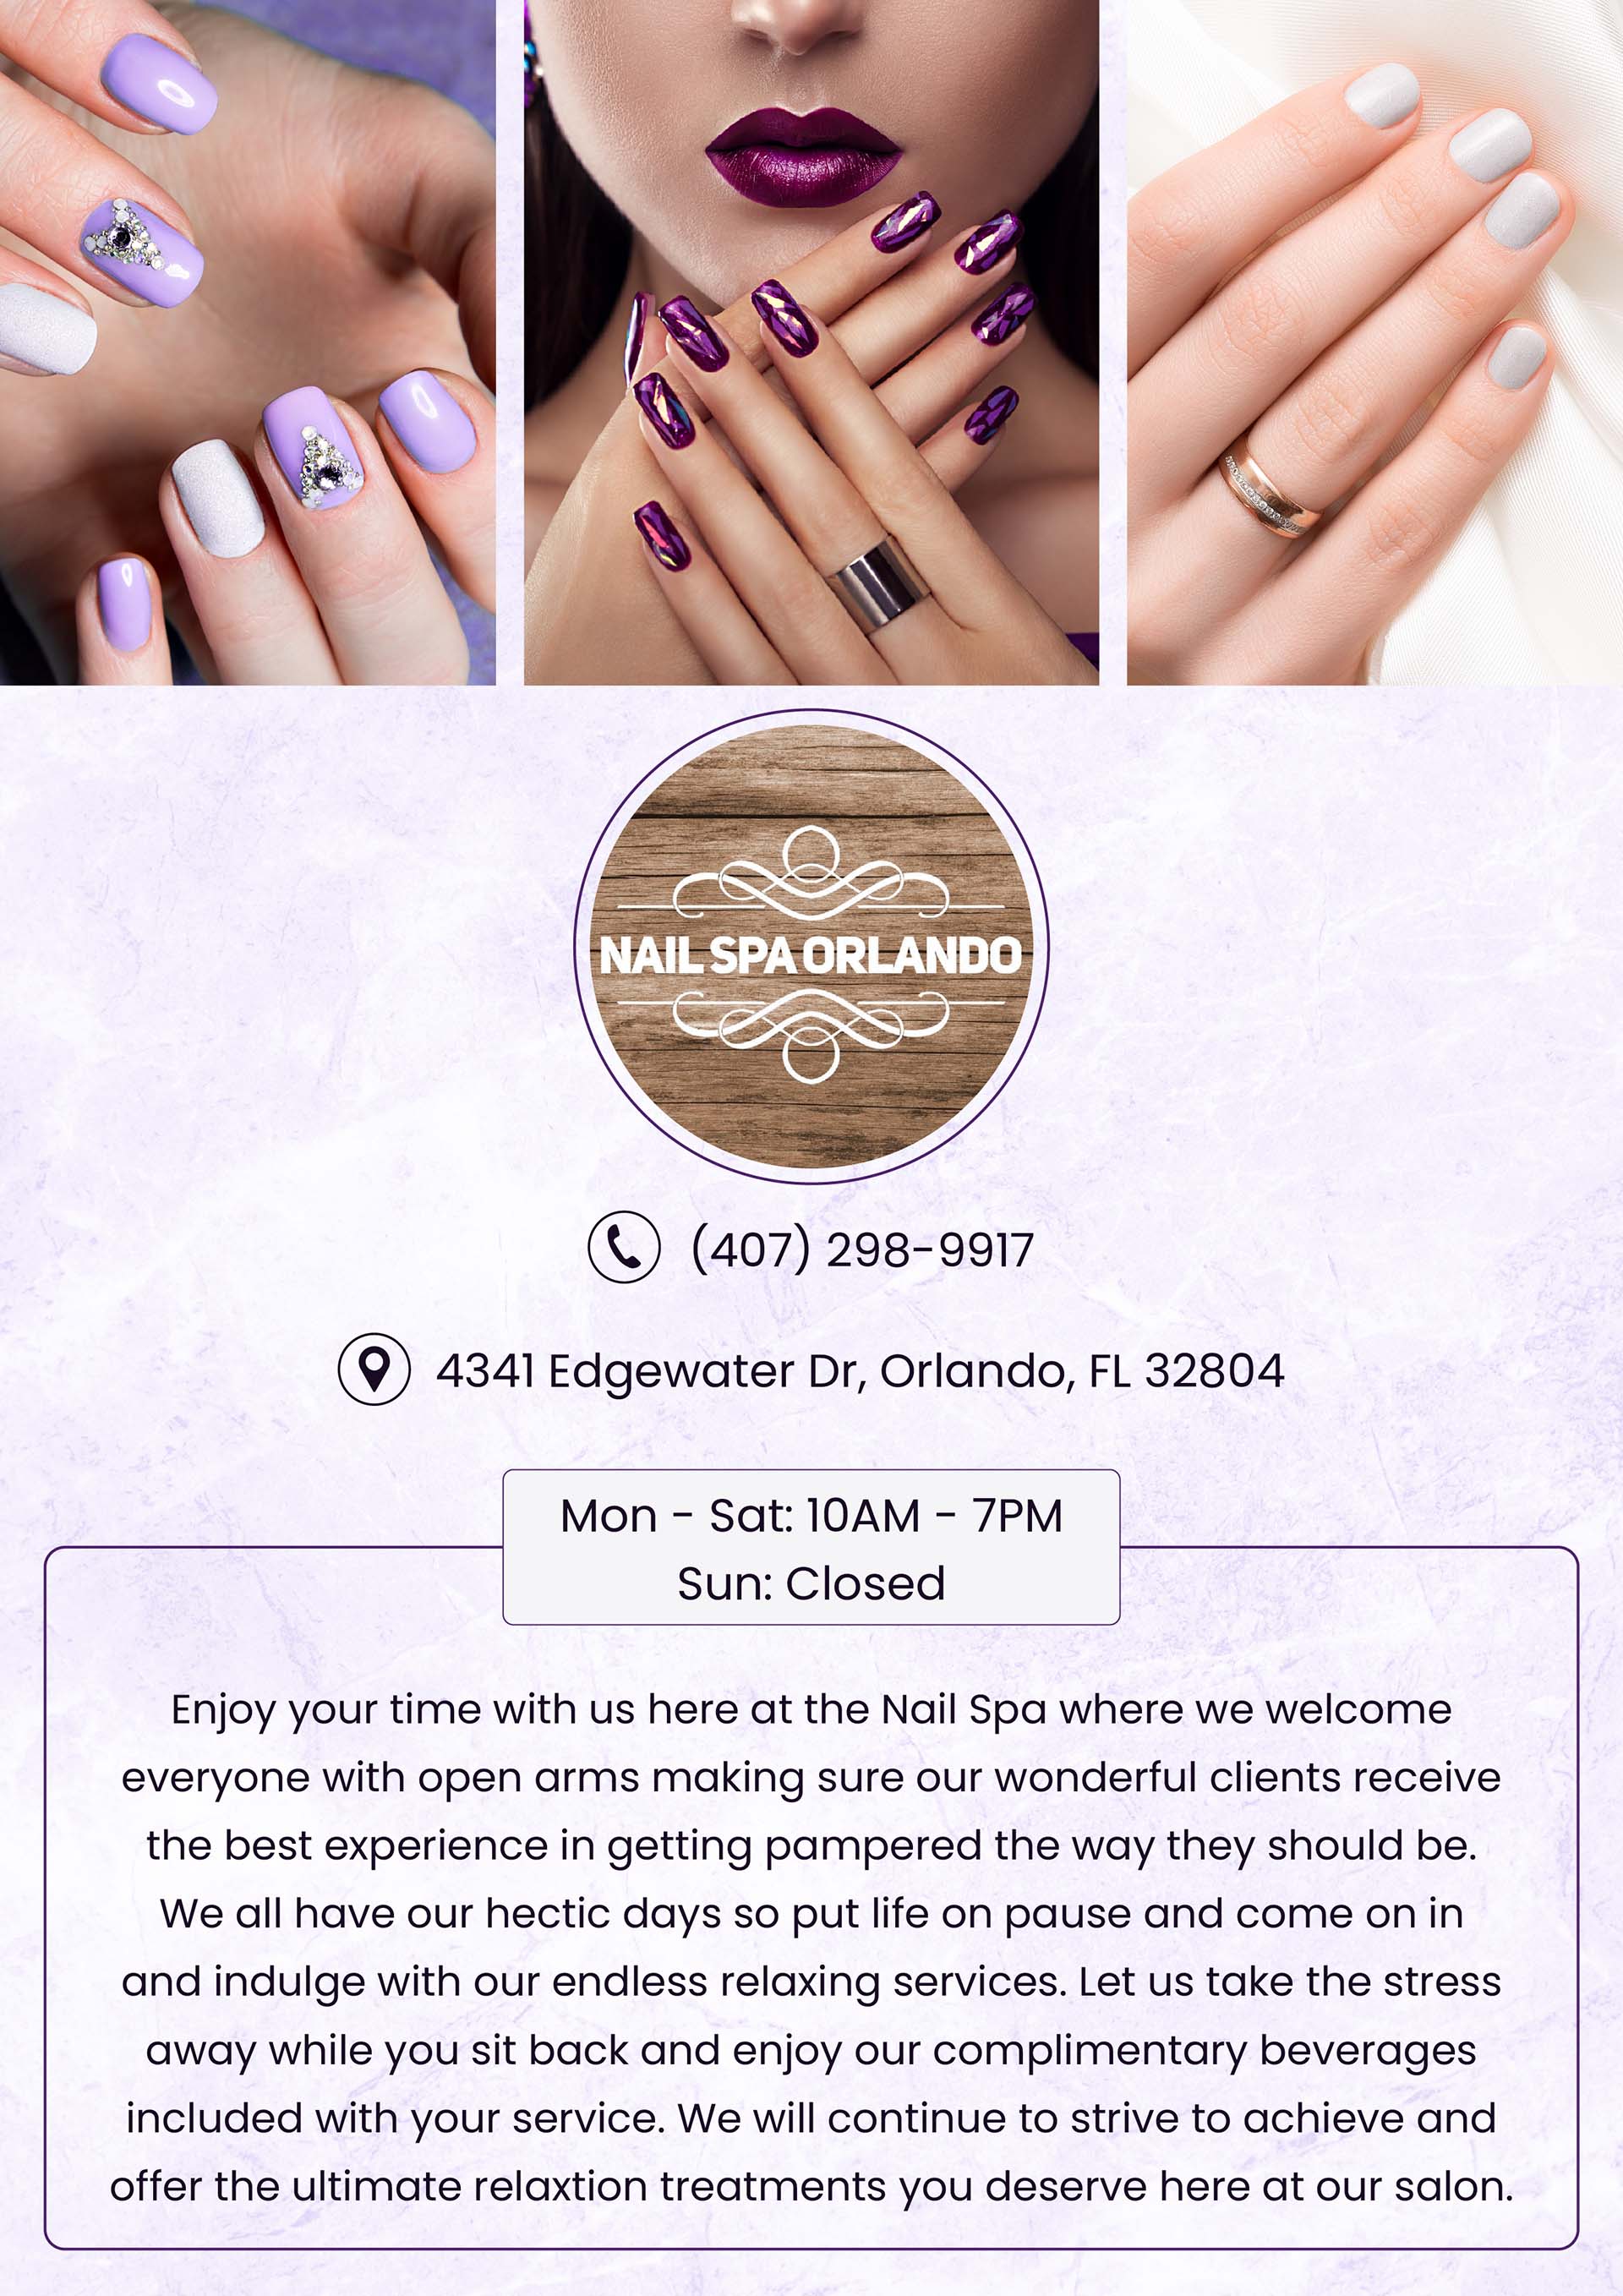 NAIL SPA ORLANDO
(407) 298-9917
4341 Edgewater Dr, Orlando, FL 32804
Mon - Sat: 10AM - 7PM
Sun: Closed
Enjoy your time with us here at the Nail Spa where we welcome
everyone with open arms making sure our wonderful clients receive
the best experience in getting pampered the way they should be.
We all have our hectic days so put life on pause and come on in
and indulge with our endless relaxing services. Let us take the stress
away while you sit back and enjoy our complimentary beverages
included with your service. We will continue to strive to achieve and
offer the ultimate relaxtion treatments you deserve here at our salon.